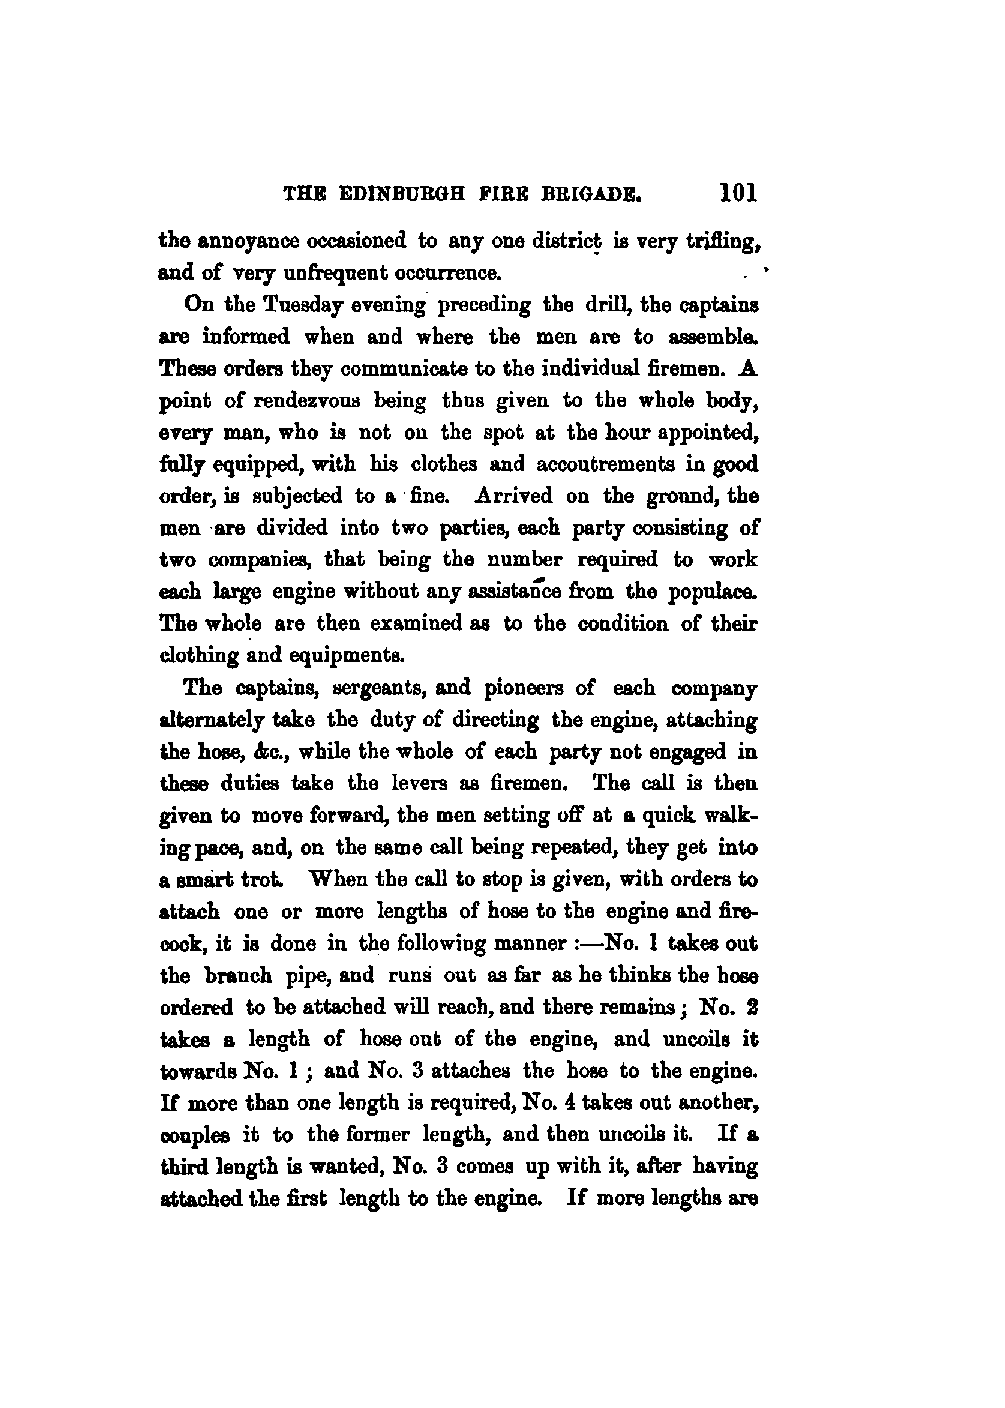 THE EDINBURGH FIRE BRIGADE. 101
the annoyance occasioned to any one district is very trifling,
and of very unfrequent occurrence.
On the Tuesday evening preceding the drill, the captains
are informed when and where the men are to assemble.
These orders they communicate to the individual firemen. A
point of rendezvous being thus given to the whole body,
every man, who is not on the spot at the hour appointed,
fully equipped, with his clothes and accoutrements in good
order, is subjected to a fine. Arrived on the ground, the
men are divided into two parties, each party consisting of
two companies, that being the number required to work
each large engine without any assistance from the populace.
The whole are then examined as to the condition of their
clothing and equipments.
The captains, sergeants, and pioneers of each company
alternately take the duty of directing the engine, attaching
the hose, &c., while the whole of each party not engaged in
these duties take the levers as firemen. The call is then
given to move forward, the men setting off at a quick walk-
ing pace, and, on the same call being repeated, they get into
a smart trot. When the call to stop is given, with orders to
attach one or more lengths of hose to the engine and fire-
cock, it is done in the following manner :—No. 1 takes out
the branch pipe, and runs out as far as he thinks the hose
ordered to be attached will reach, and there remains ; No. 2
takes a length of hose out of the engine, and uncoils it
towards No. 1 ; and No. 3 attaches the hose to the engine.
If more than one length is required, No. 4 takes out another,
couples it to the former length, and then uncoils it. If a
third length is wanted, No. 3 comes up with it, after having
attached the first length to the engine. If more lengths are